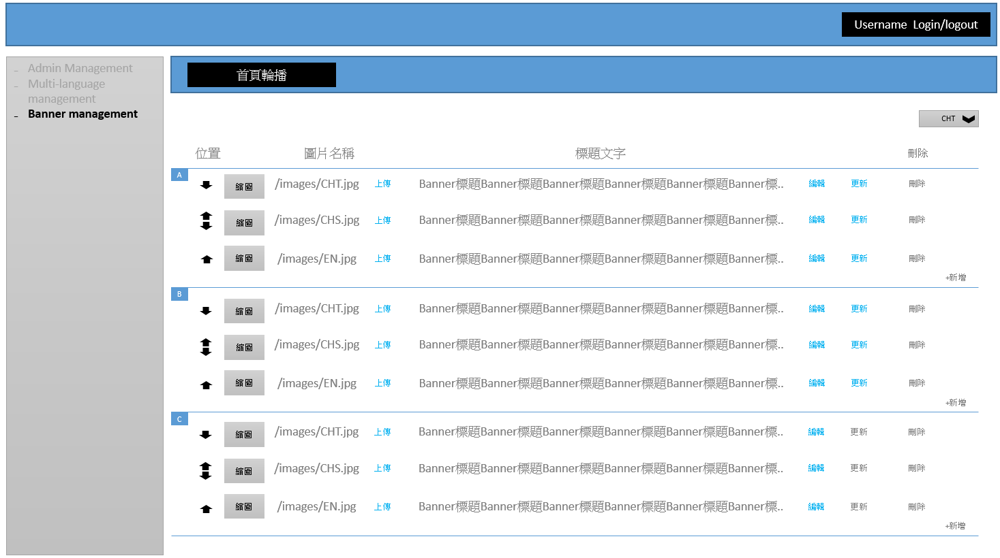 Username Login/logout
– Admin Management
– Multi-language
management
– Banner management
首頁輪播
CHT
位置 圖片名稱 標題文字 刪除
A
縮圖 /images/CHT.jpg 上傳 Banner標題Banner標題Banner標題Banner標題Banner標題Banner標.. 編輯 更新 刪除
縮圖 /images/CHS.jpg 上傳 Banner標題Banner標題Banner標題Banner標題Banner標題Banner標.. 編輯 更新 刪除
縮圖 /images/EN.jpg 上傳 Banner標題Banner標題Banner標題Banner標題Banner標題Banner標.. 編輯 更新 刪除
+新增
B
縮圖 /images/CHT.jpg 上傳 Banner標題Banner標題Banner標題Banner標題Banner標題Banner標.. 編輯 更新 刪除
縮圖 /images/CHS.jpg 上傳 Banner標題Banner標題Banner標題Banner標題Banner標題Banner標.. 編輯 更新 刪除
縮圖 /images/EN.jpg 上傳 Banner標題Banner標題Banner標題Banner標題Banner標題Banner標.. 編輯 更新 刪除
+新增
C
縮圖 /images/CHT.jpg 上傳 Banner標題Banner標題Banner標題Banner標題Banner標題Banner標.. 編輯 更新 刪除
縮圖 /images/CHS.jpg 上傳 Banner標題Banner標題Banner標題Banner標題Banner標題Banner標.. 編輯 更新 刪除
縮圖 /images/EN.jpg 上傳 Banner標題Banner標題Banner標題Banner標題Banner標題Banner標.. 編輯 更新 刪除
+新增